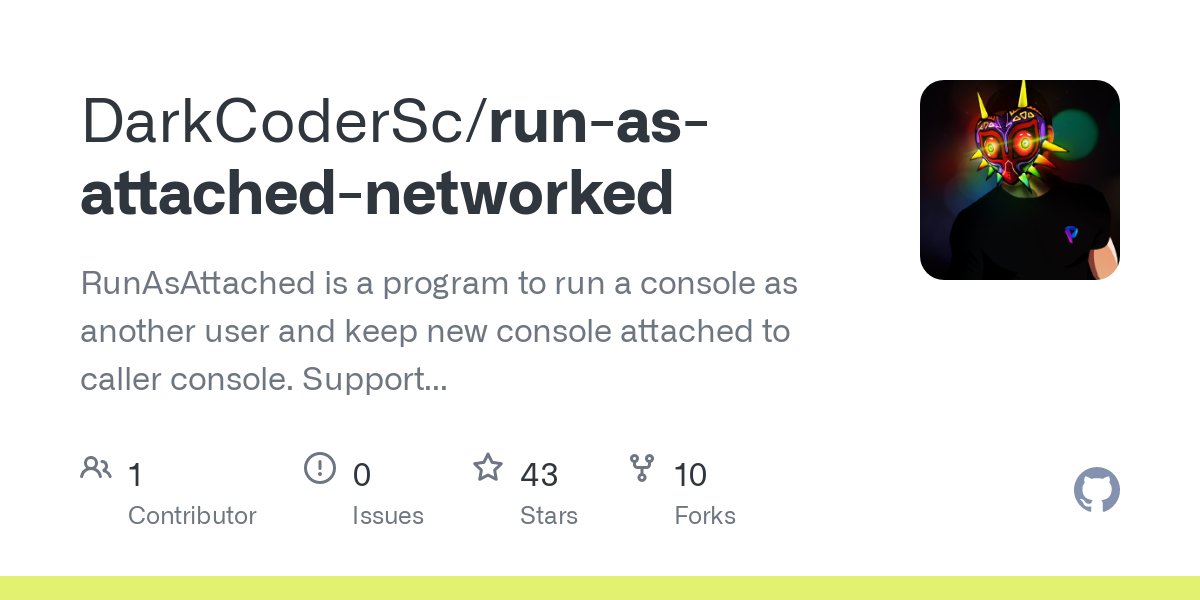 DarkCoderSc/run-as-
attached-networked
RunAsAttached is a program to run a console as
another user and keep new console attached to
caller console. Support...
1
Contributor
0
Issues
43
Stars
10
Forks